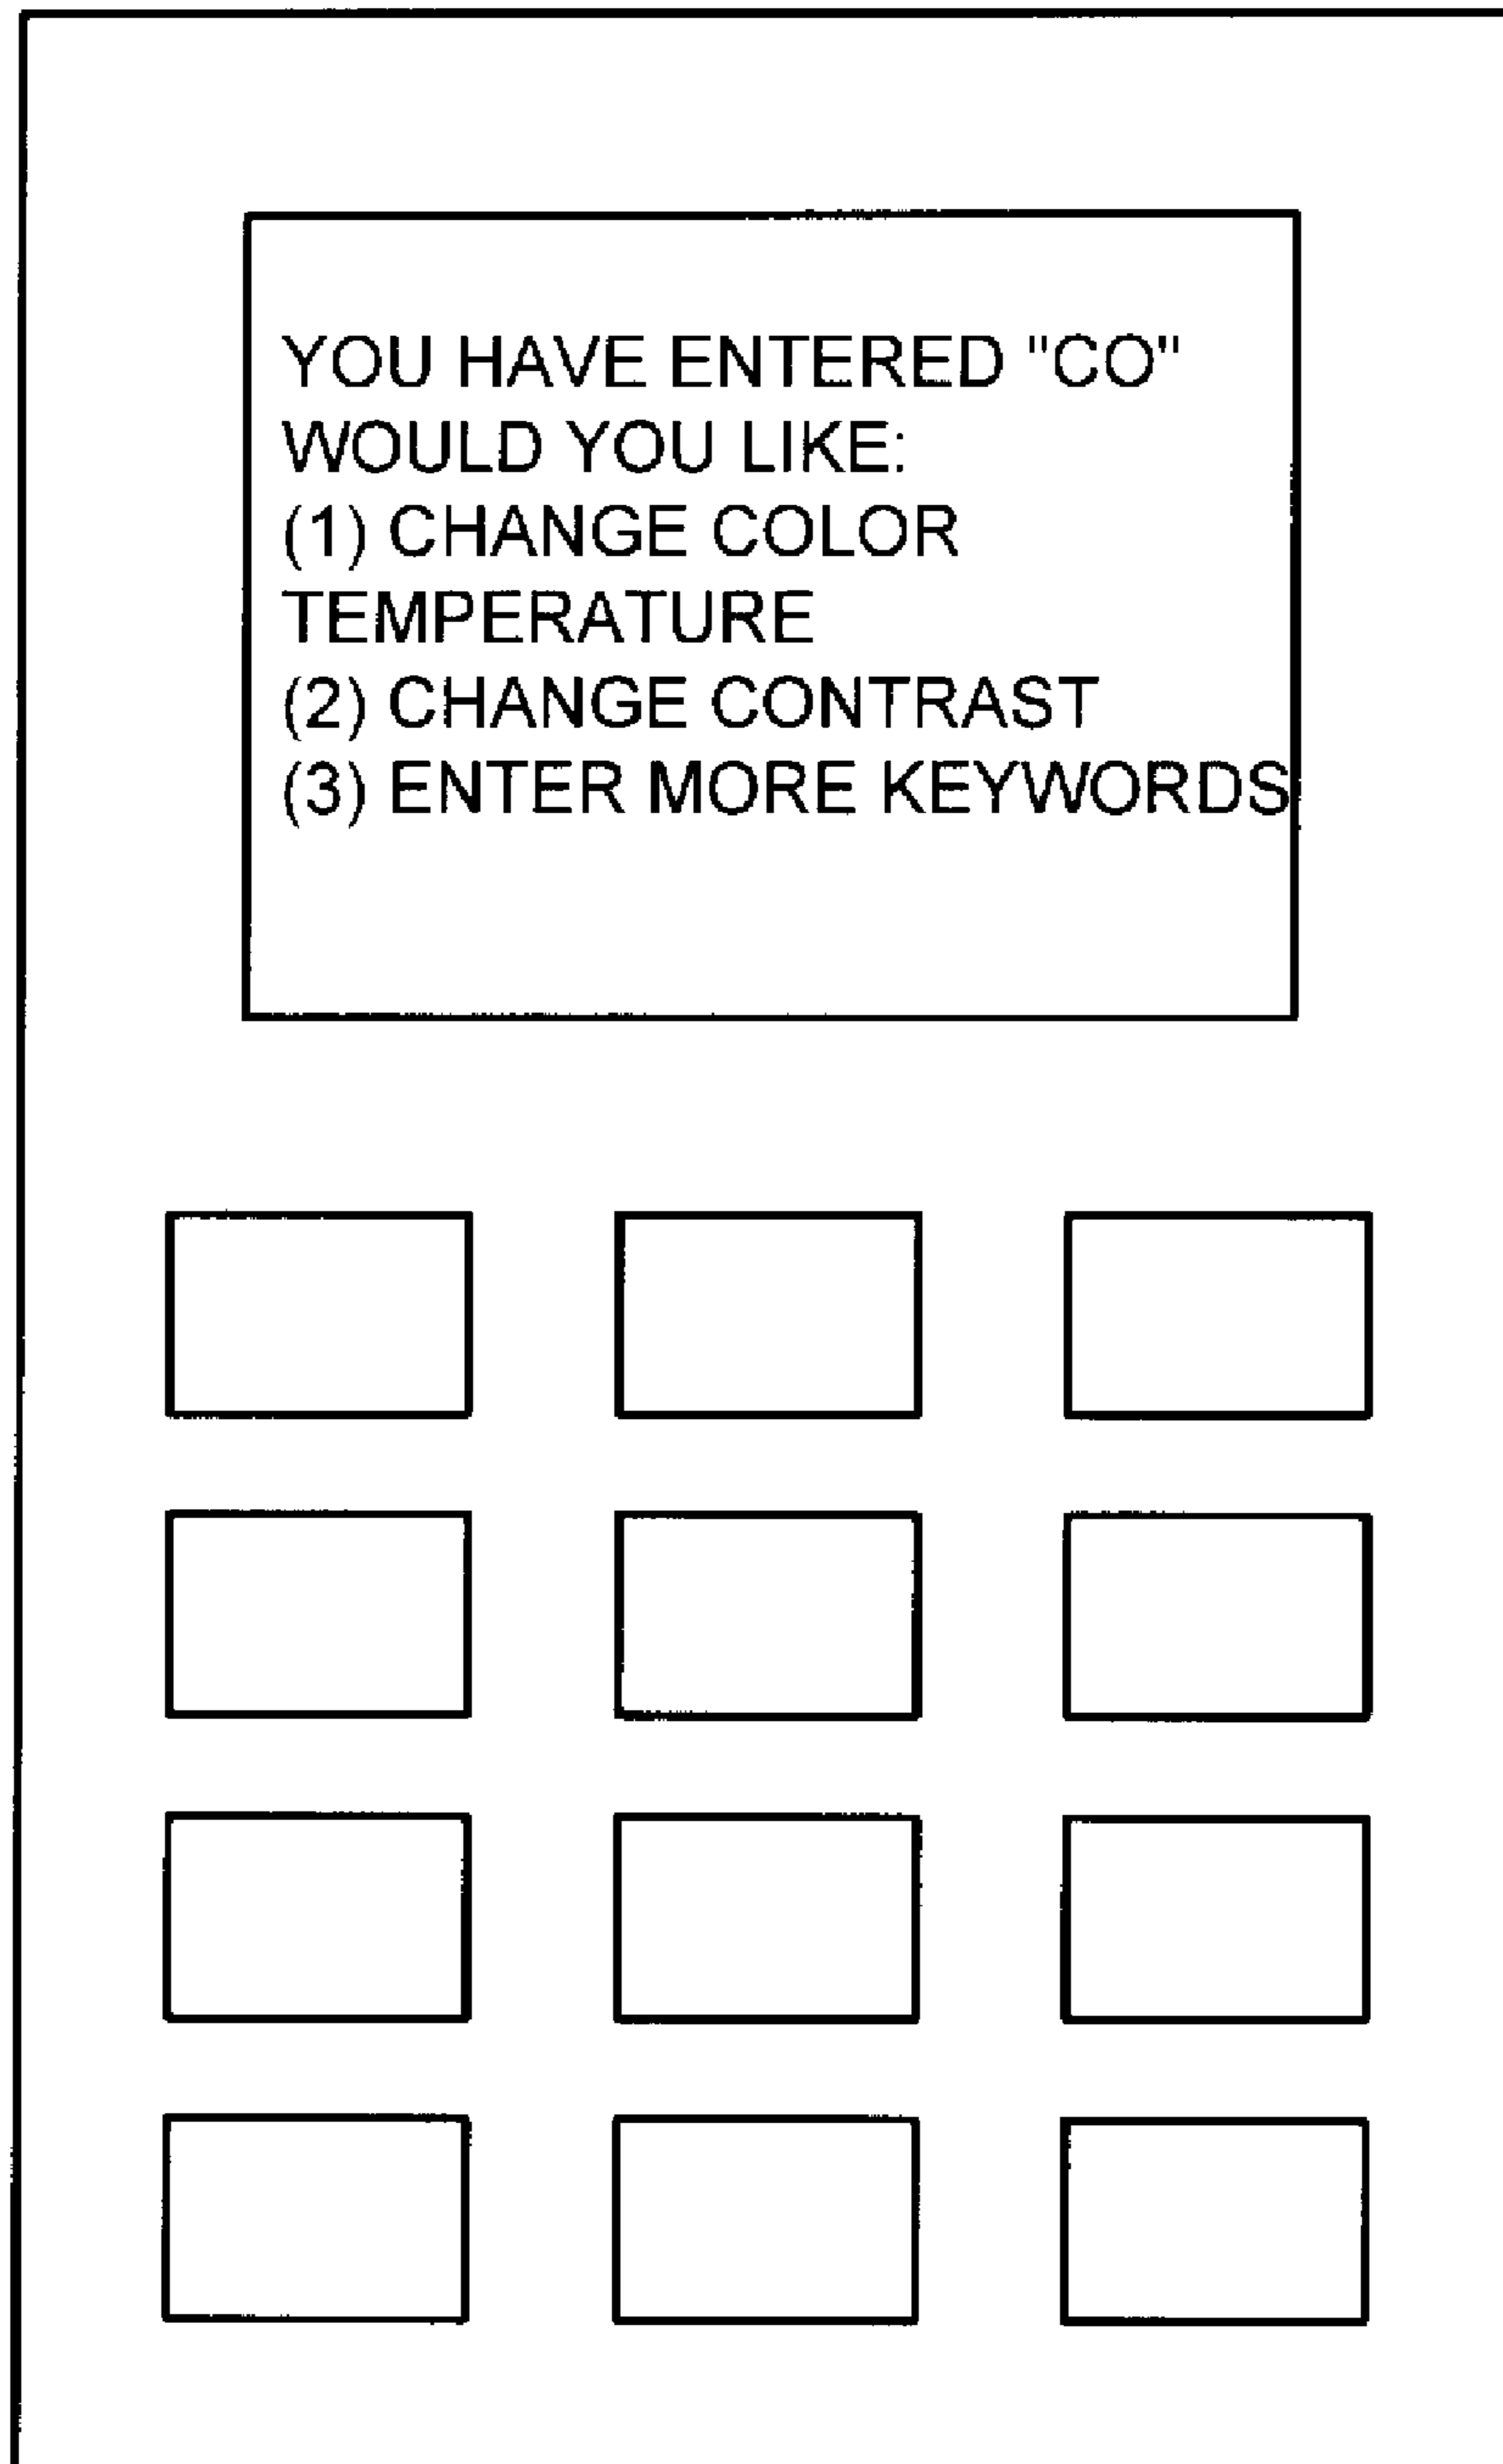 YOU HAVE ENTERED "CO"
WOULD YOU LIKE:
(1) CHANGE COLOR
TEMPERATURE
(2) CHANGE CONTRAST
(3) ENTER MORE KEYWORDS